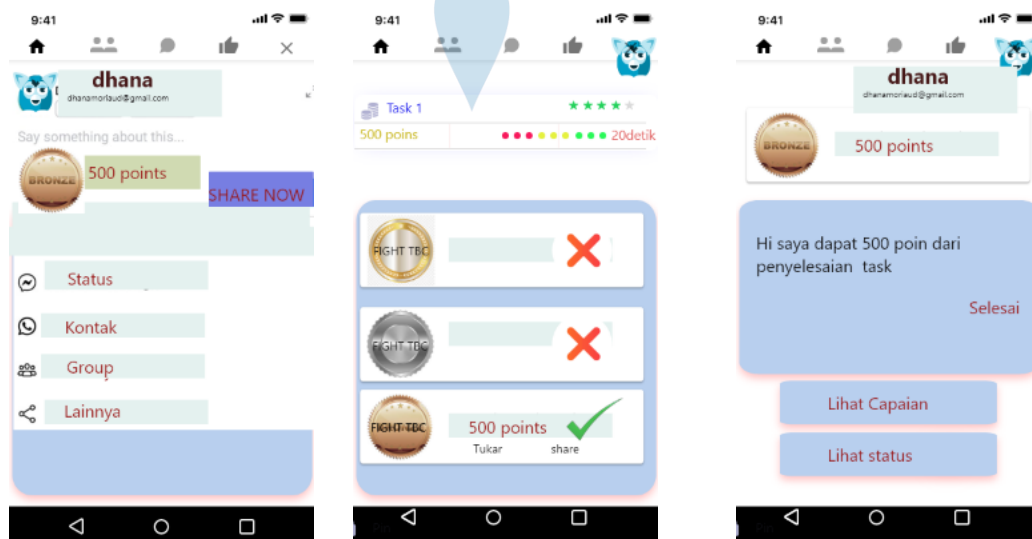 9:41
dhana
dhanamoriaud@gmail.com
Say something about this...
BRONZE
500 points
SHARE NOW
Status
Kontak
Group
Lainnya
9:41
Task 1
500 poins
20detik
FIGHT TBC
FIGHT TBC
FIGHT TBC
500 points
Tukar
share
9:41
dhana
dhanamoriaud@gmail.com
BRONZE
500 points
Hi saya dapat 500 poin dari
penyelesaian task
Selesai
Lihat Capaian
Lihat status